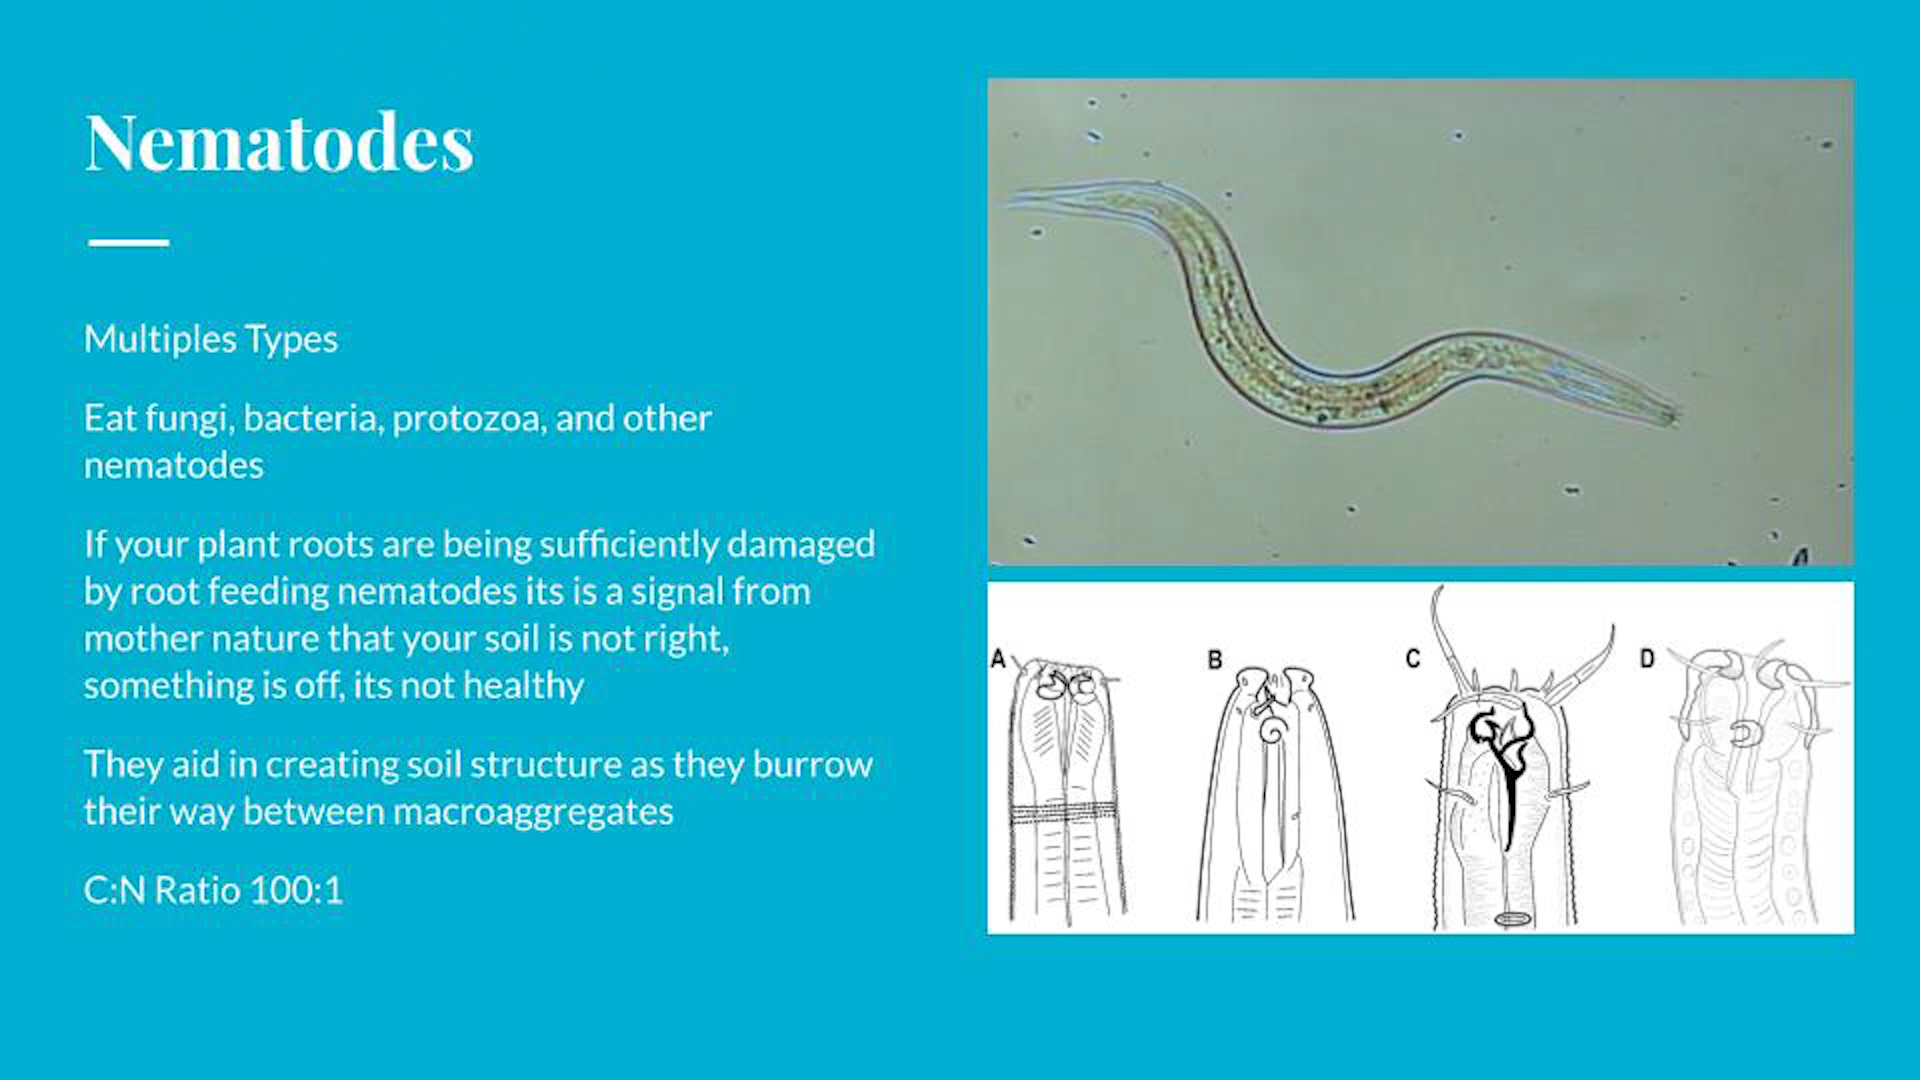 Nematodes
Multiples Types
Eat fungi, bacteria, protozoa, and other
nematodes
If your plant roots are being sufficiently damaged
by root feeding nematodes its is a signal from
mother nature that your soil is not right,
something is off, its not healthy
They aid in creating soil structure as they burrow
their way between macroaggregates
C:N Ratio 100:1
A
B
C
D